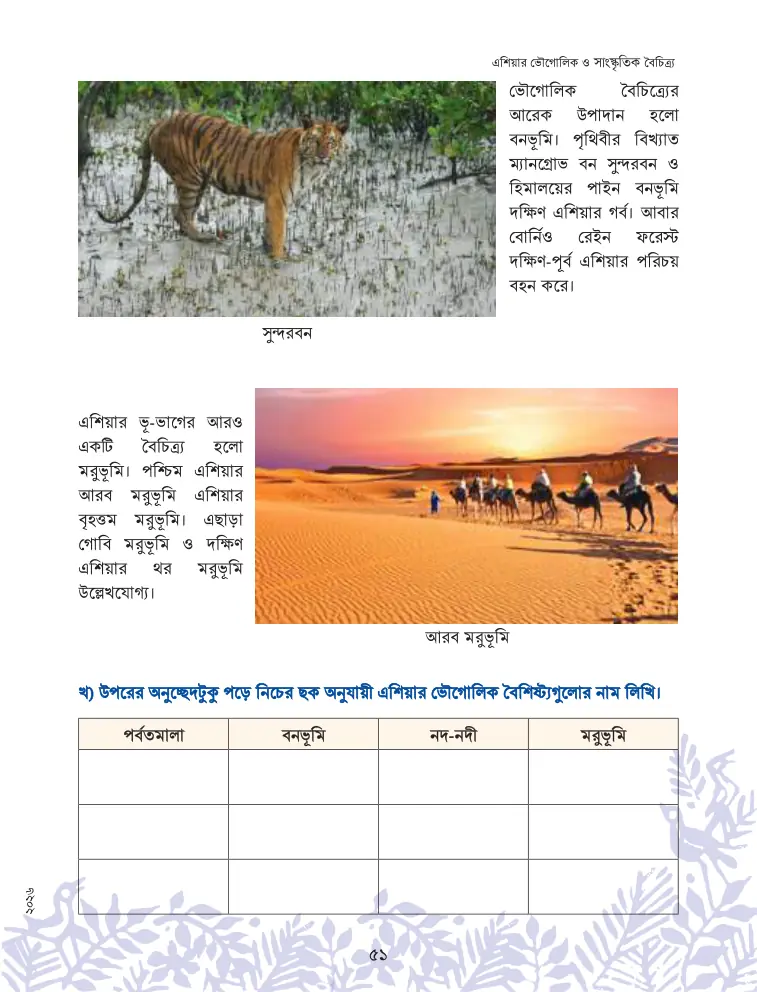 এশিয়ার ভৌগোলিক ও সাংস্কৃতিক বৈচিত্র্য
ভৌগোলিক বৈচিত্র্যের
আরেক উপাদান হলো
বনভূমি। পৃথিবীর বিখ্যাত
ম্যানগ্রোভ বন সুন্দরবন ও
হিমালয়ের পাইন বনভূমি
দক্ষিণ এশিয়ার গর্ব। আবার
বোর্নিও রেইন ফরেস্ট
দক্ষিণ-পূর্ব এশিয়ার পরিচয়
বহন করে।
সুন্দরবন
এশিয়ার ভূ-ভাগের আরও
একটি বৈচিত্র্য হলো
মরুভূমি। পশ্চিম এশিয়ার
আরব মরুভূমি এশিয়ার
বৃহত্তম মরুভূমি। এছাড়া
গোবি মরুভূমি ও দক্ষিণ
এশিয়ার থর মরুভূমি
উল্লেখযোগ্য।
আরব মরুভূমি
খ) উপরের অনুচ্ছেদটুকু পড়ে নিচের ছক অনুযায়ী এশিয়ার ভৌগোলিক বৈশিষ্ট্যগুলোর নাম লিখি।
পর্বতমালা বনভূমি নদ-নদী মরুভূমি
২০২৬
৫১